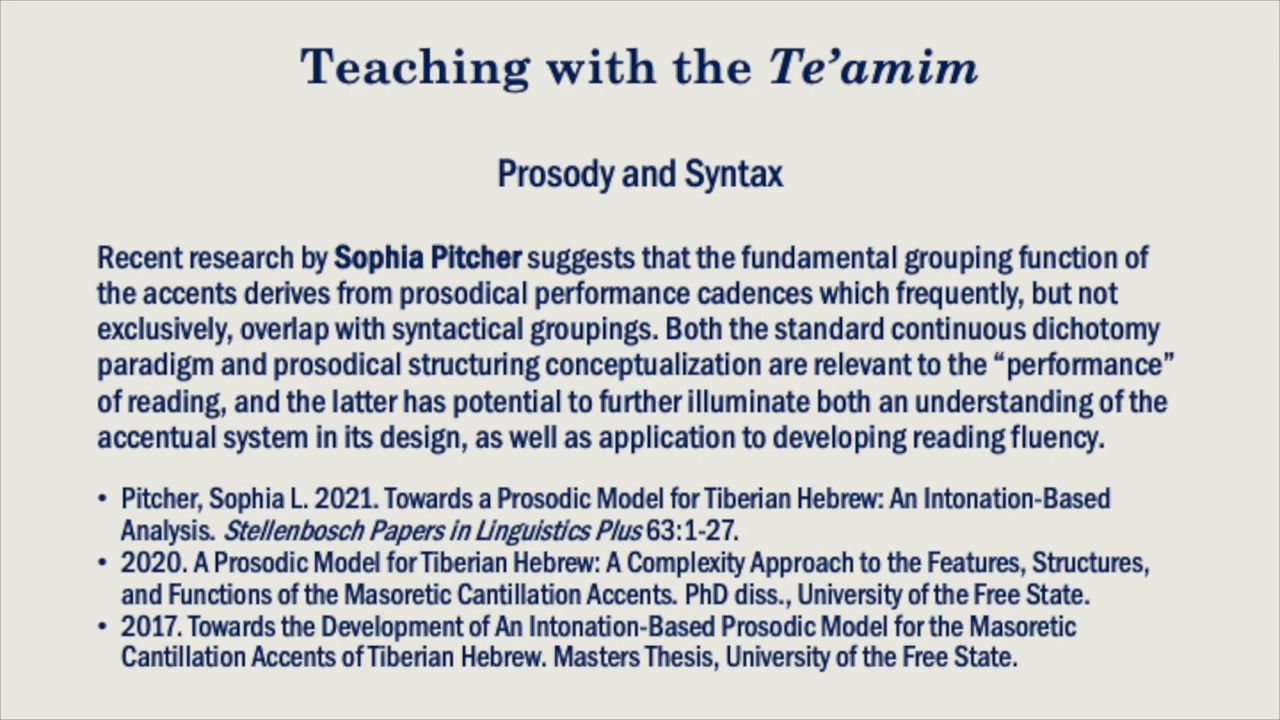 Teaching with the Te’amim
Prosody and Syntax
Recent research by Sophia Pitcher suggests that the fundamental grouping function of
the accents derives from prosodical performance cadences which frequently, but not
exclusively, overlap with syntactical groupings. Both the standard continuous dichotomy
paradigm and prosodical structuring conceptualization are relevant to the “performance”
of reading, and the latter has potential to further illuminate both an understanding of the
accentual system in its design, as well as application to developing reading fluency.
• Pitcher, Sophia L. 2021. Towards a Prosodic Model for Tiberian Hebrew: An Intonation-Based
Analysis. Stellenbosch Papers in Linguistics Plus 63:1-27.
• 2020. A Prosodic Model for Tiberian Hebrew: A Complexity Approach to the Features, Structures,
and Functions of the Masoretic Cantillation Accents. PhD diss., University of the Free State.
• 2017. Towards the Development of An Intonation-Based Prosodic Model for the Masoretic
Cantillation Accents of Tiberian Hebrew. Masters Thesis, University of the Free State.